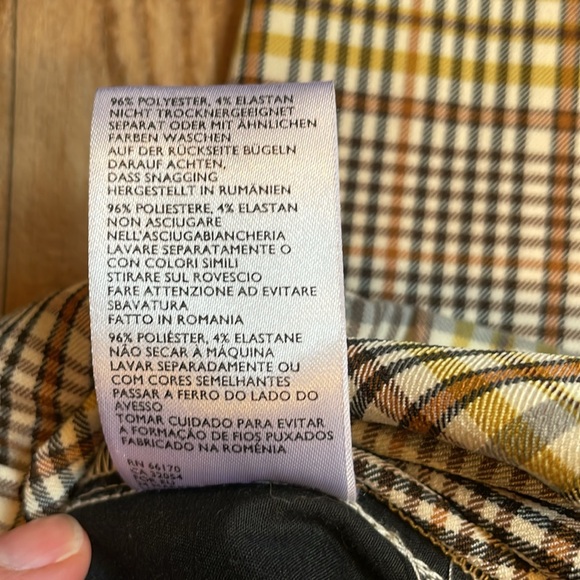 96% POLYESTER, 4% ELASTAN
NICHT TROCKNERGEEIGNET
SEPARAT ODER MIT ÄHNLICHEN
FARBEN WASCHEN
AUF DER RÜCKSEITE BÜGELN
DARAUF ACHTEN,
DASS SNAGGING
HERGESTELLT IN RUMÄNIEN
96% POLIESTERE, 4% ELASTAN
NON ASCIUGARE
NELL'ASCIUGABIANCHERIA
LAVARE SEPARATAMENTE O
CON COLORI SIMILI
STIRARE SUL ROVESCIO
FARE ATTENZIONE AD EVITARE
SBAVATURA
FATTO IN ROMANIA
96% POLIÉSTER, 4% ELASTANE
NÃO SECAR À MÁQUINA
LAVAR SEPARADAMENTE OU
COM CORES SEMELHANTES
PASSAR A FERRO DO LADO DO
AVESSO
TOMAR CUIDADO PARA EVITAR
A FORMAÇÃO DE FIOS PUXADOS
FABRICADO NA ROMÊNIA
RN 66170
CA 32054